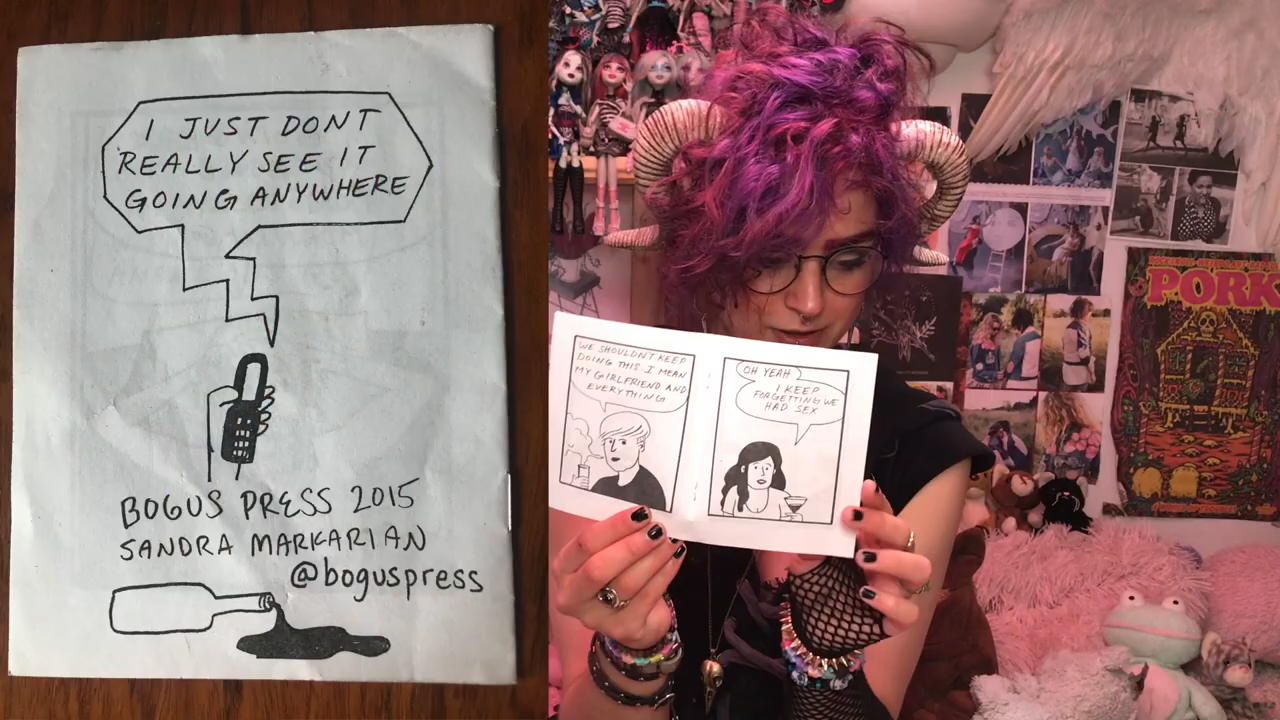 I JUST DONT
REALLY SEE IT
GOING ANYWHERE
BOGUS PRESS 2015
SANDRA MARKARIAN
@boguspress
WE SHOULDN'T KEEP
DOING THIS. I MEAN
MY GIRLFRIEND AND
EVERYTHING
OH YEAH
I KEEP
FORGETTING WE
HAD SEX
PORK